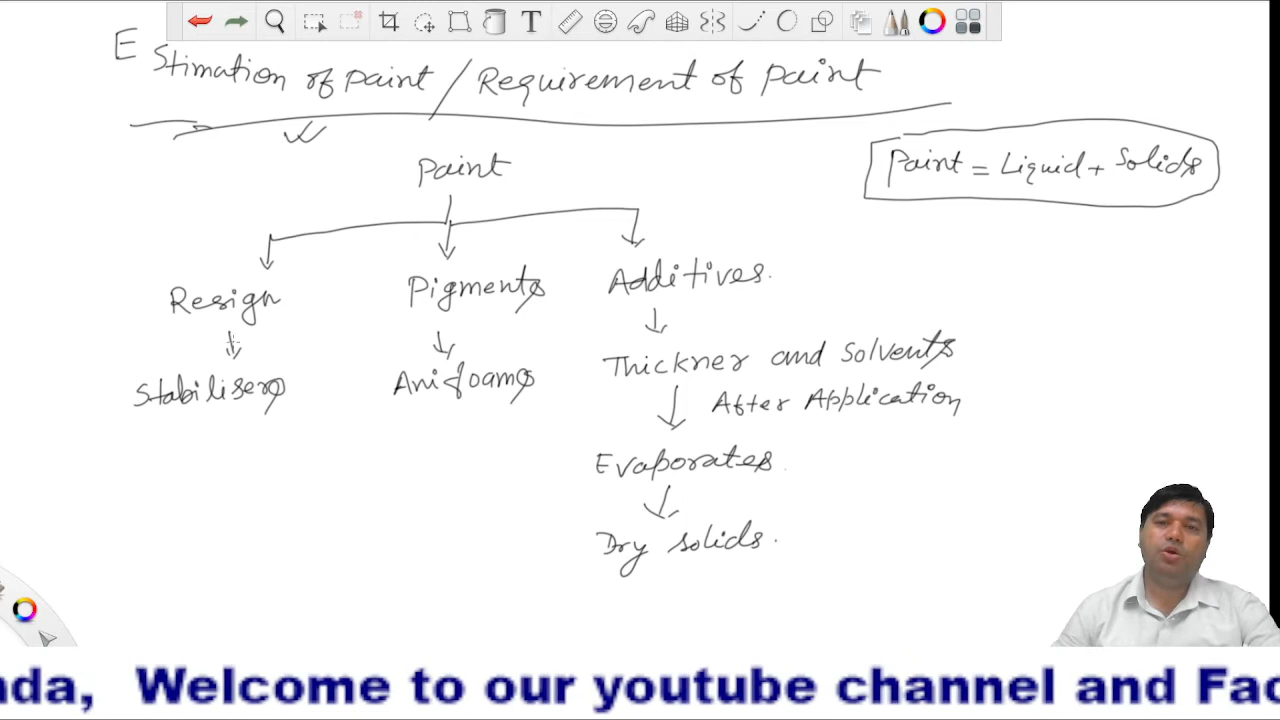 Estimation of paint / Requirement of paint
Paint
Paint = Liquid + Solids
Resign Pigments Additives.
Stabilisers Anifoams Thickner and Solvents
After Application
Evaporates
Dry solids.
nda, Welcome to our youtube channel and Fac